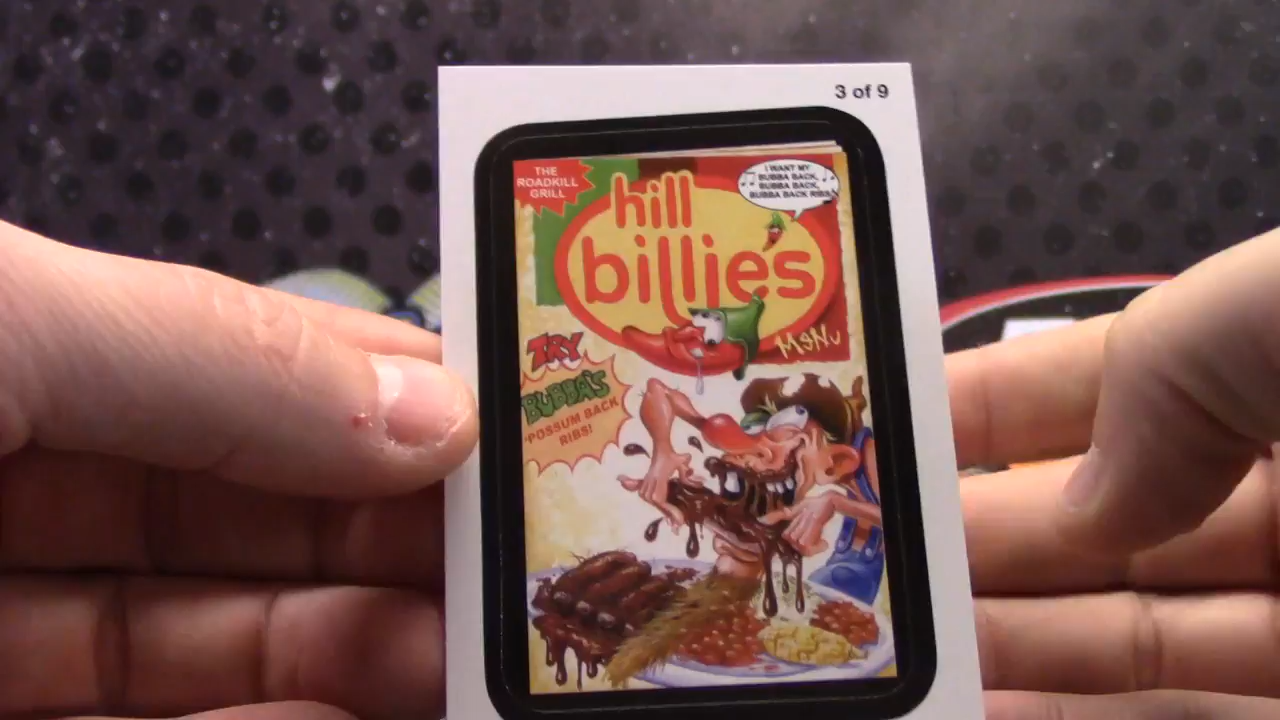 3 of 9
THE
ROADKILL
GRILL
I WANT MY
BUBBA BACK,
BUBBA BACK,
BUBBA BACK RIBS
hill
billie's
MeNu
TRY
BUBBA'S
'POSSUM BACK
RIBS!